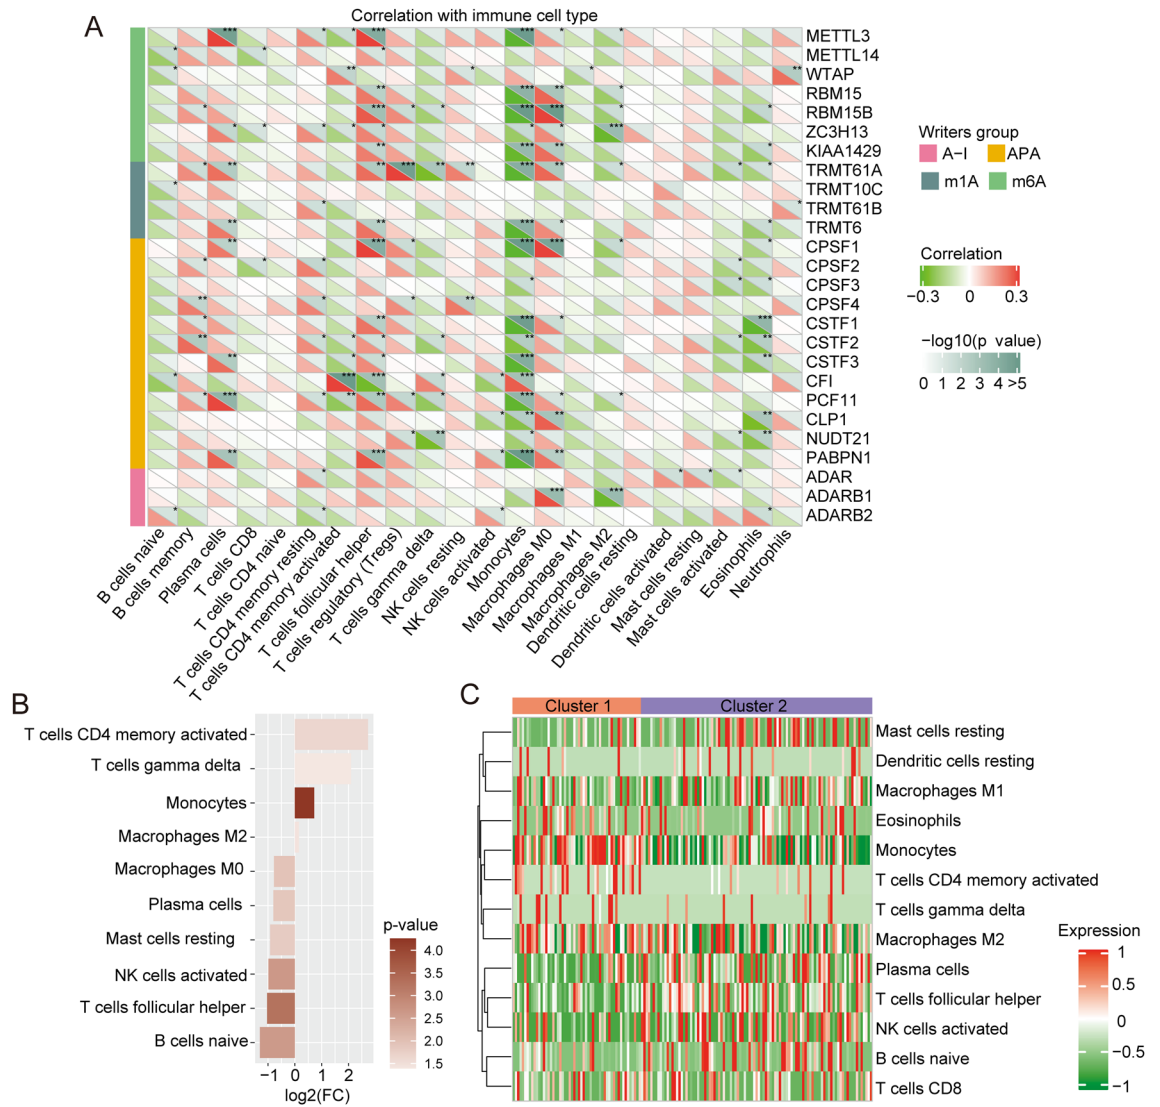 A
Correlation with immune cell type
METTL3
METTL14
WTAP
RBM15
RBM15B
ZC3H13
KIAA1429
TRMT61A
TRMT10C
TRMT61B
TRMT6
CPSF1
CPSF2
CPSF3
CPSF4
CSTF1
CSTF2
CSTF3
CFI
PCF11
CLP1
NUDT21
PABPN1
ADAR
ADARB1
ADARB2
Writers group
A-I APA
m1A m6A
Correlation
−0.3 0 0.3
−log10(p value)
0 1 2 3 4 >5
B cells naive
B cells memory
Plasma cells
T cells CD8
T cells CD4 naive
T cells CD4 memory resting
T cells CD4 memory activated
T cells follicular helper
T cells regulatory (Tregs)
T cells gamma delta
NK cells resting
NK cells activated
Monocytes
Macrophages M0
Macrophages M1
Macrophages M2
Dendritic cells resting
Dendritic cells activated
Mast cells resting
Mast cells activated
Eosinophils
Neutrophils
B
T cells CD4 memory activated
T cells gamma delta
Monocytes
Macrophages M2
Macrophages M0
Plasma cells
Mast cells resting
NK cells activated
T cells follicular helper
B cells naive
−1 0 1 2
log2(FC)
p-value
4.0
3.5
3.0
2.5
2.0
1.5
C
Cluster 1 Cluster 2
Mast cells resting
Dendritic cells resting
Macrophages M1
Eosinophils
Monocytes
T cells CD4 memory activated
T cells gamma delta
Macrophages M2
Plasma cells
T cells follicular helper
NK cells activated
B cells naive
T cells CD8
Expression
1
0.5
0
−0.5
−1